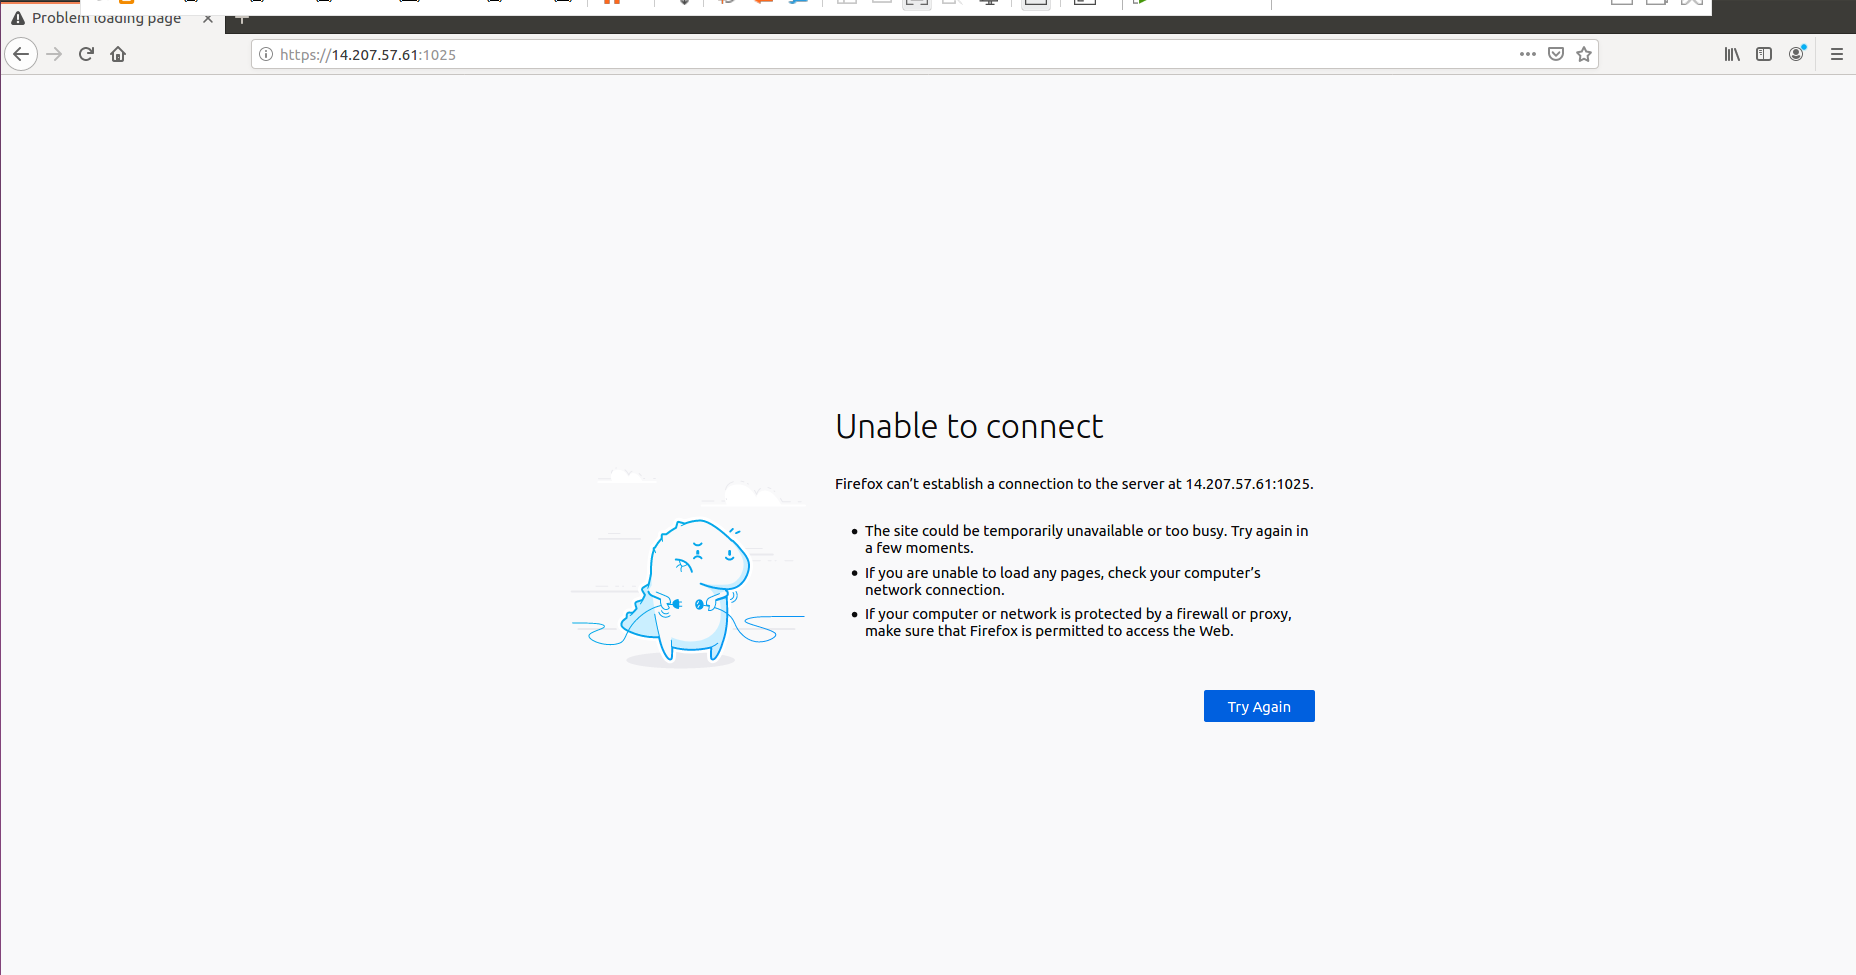 Problem loading page
https://14.207.57.61:1025
Unable to connect
Firefox can’t establish a connection to the server at 14.207.57.61:1025.
The site could be temporarily unavailable or too busy. Try again in
a few moments.
If you are unable to load any pages, check your computer’s
network connection.
If your computer or network is protected by a firewall or proxy,
make sure that Firefox is permitted to access the Web.
Try Again